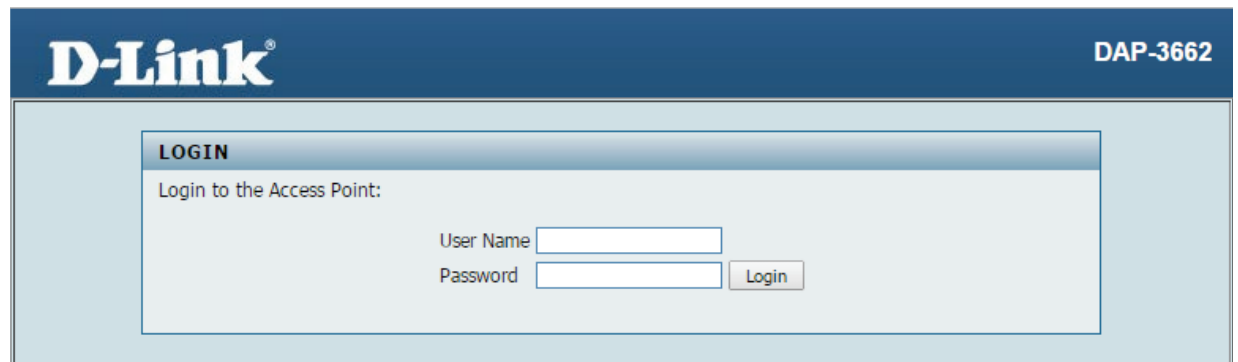 D-Link®
DAP-3662
LOGIN
Login to the Access Point:
User Name
Password
Login